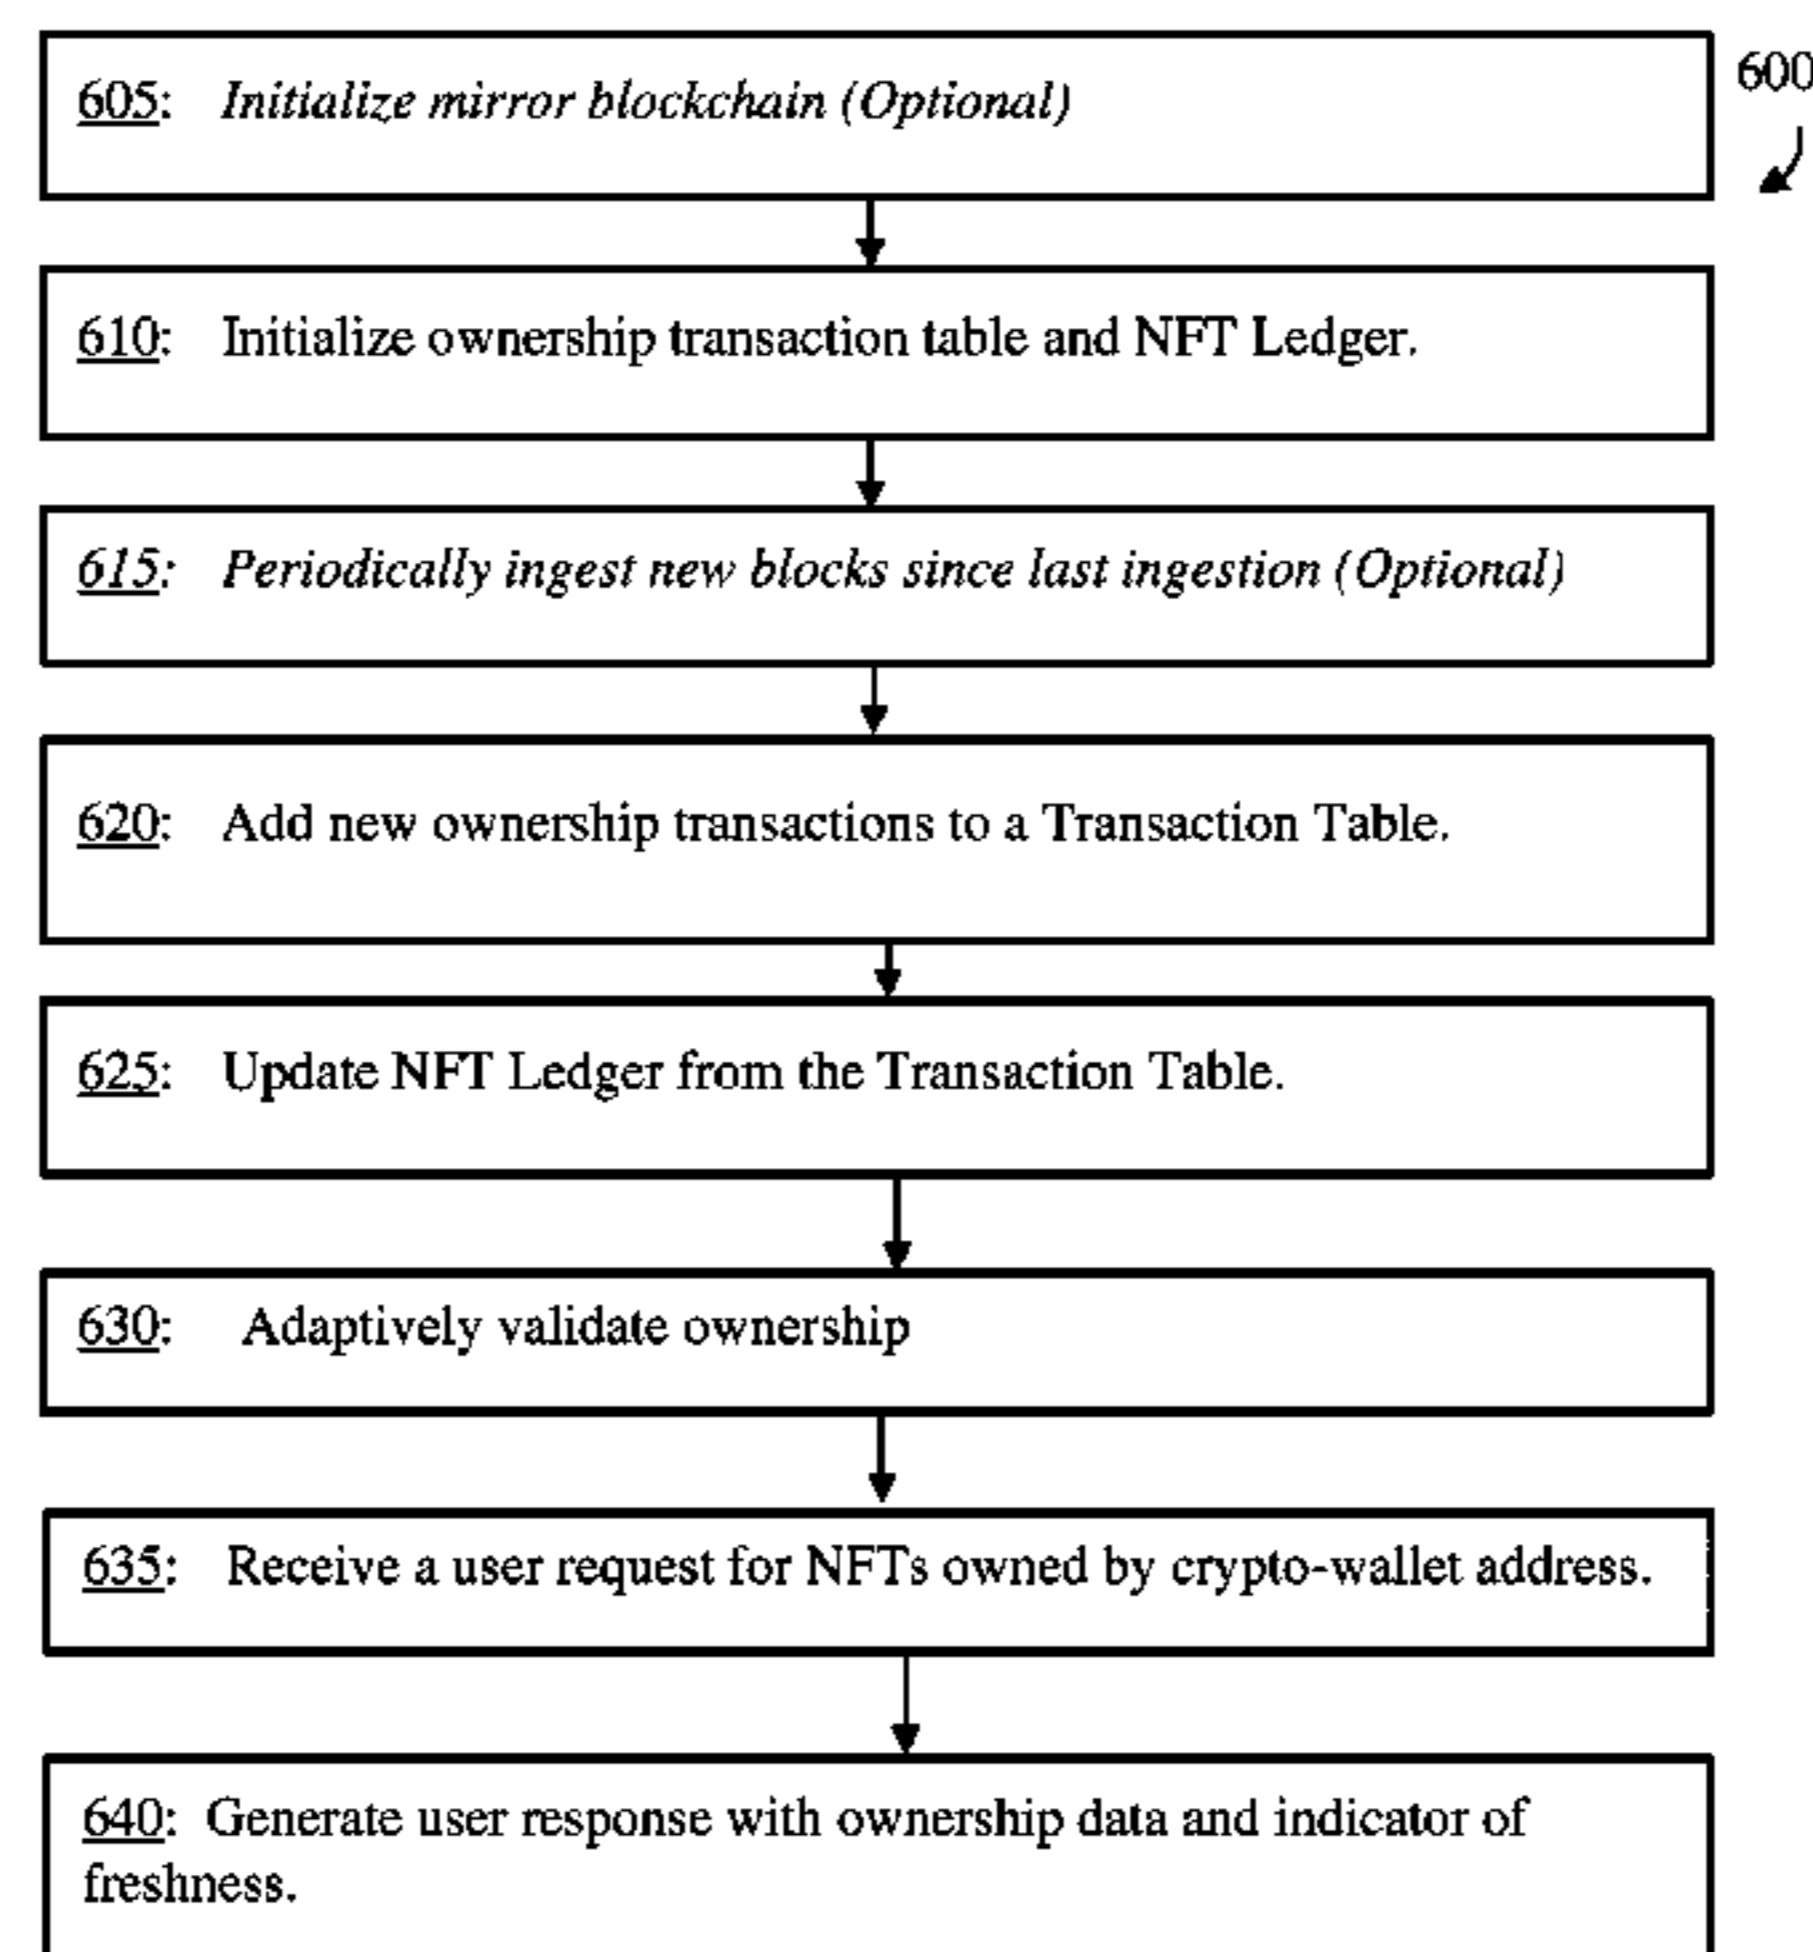 605: Initialize mirror blockchain (Optional)
600
610: Initialize ownership transaction table and NFT Ledger.
615: Periodically ingest new blocks since last ingestion (Optional)
620: Add new ownership transactions to a Transaction Table.
625: Update NFT Ledger from the Transaction Table.
630: Adaptively validate ownership
635: Receive a user request for NFTs owned by crypto-wallet address.
640: Generate user response with ownership data and indicator of
freshness.